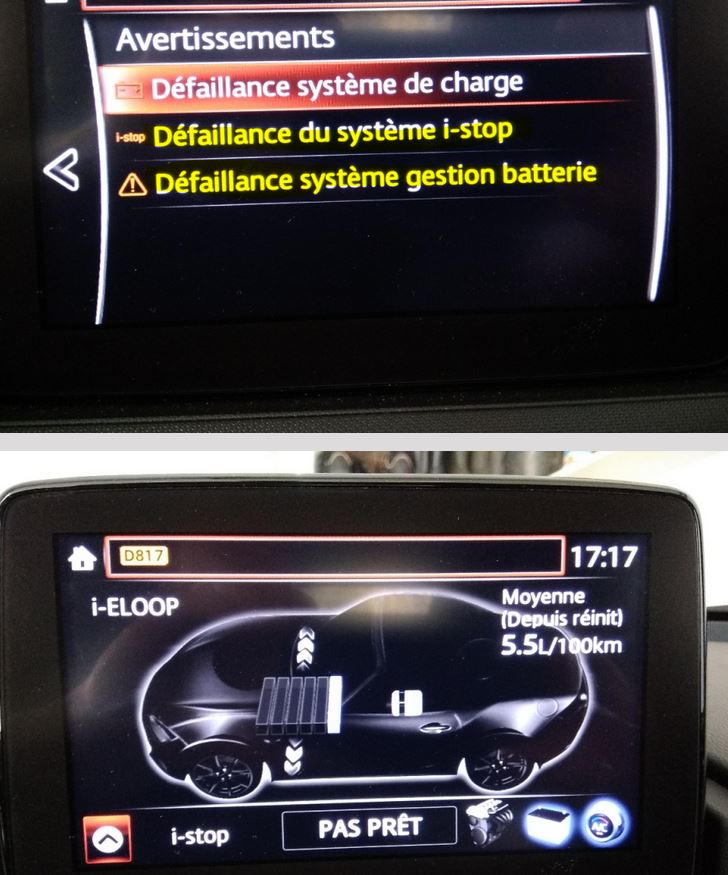 Avertissements
Défaillance système de charge
i-stop Défaillance du système i-stop
Défaillance système gestion batterie
D817 17:17
i-ELOOP
Moyenne
(Depuis réinit)
5.5L/100km
i-stop PAS PRÊT
A/C